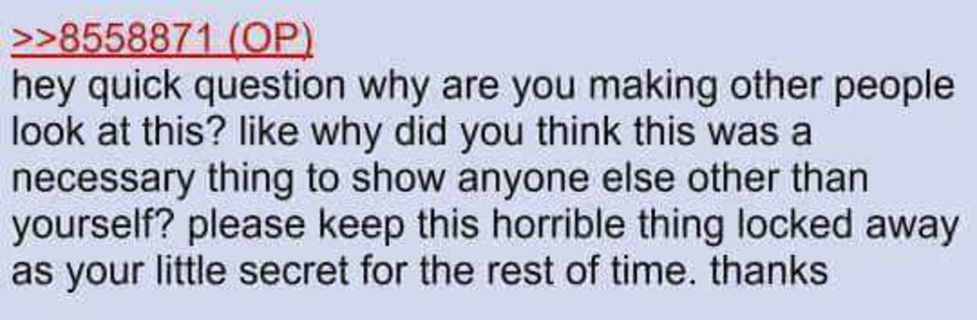 >>8558871 (OP)
hey quick question why are you making other people
look at this? like why did you think this was a
necessary thing to show anyone else other than
yourself? please keep this horrible thing locked away
as your little secret for the rest of time. thanks